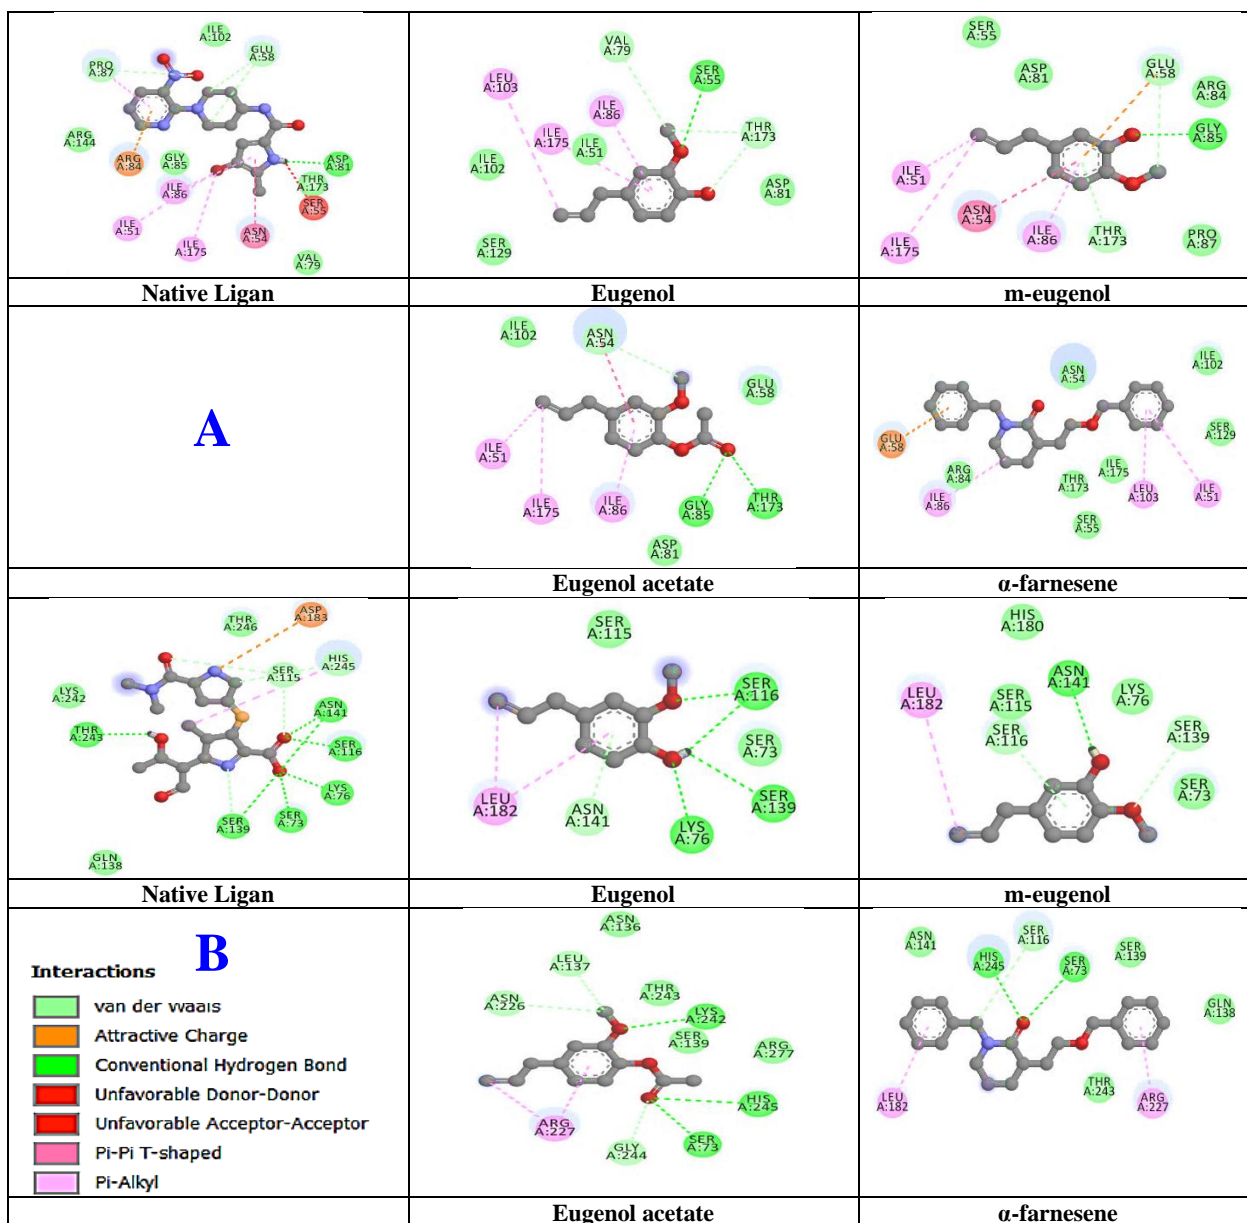 ILE
A:102
GLU
A:58
PRO
A:87
ARG
A:144
ARG
A:84
GLY
A:85
ILE
A:86
ILE
A:51
ILE
A:175
ASN
A:54
VAL
A:79
ASP
A:81
THR
A:173
SER
A:55
Native Ligan
VAL
A:79
SER
A:55
LEU
A:103
ILE
A:86
ILE
A:175
ILE
A:51
THR
A:173
ILE
A:102
ASP
A:81
SER
A:129
Eugenol
SER
A:55
ASP
A:81
GLU
A:58
ARG
A:84
GLY
A:85
ILE
A:51
ASN
A:54
ILE
A:175
ILE
A:86
THR
A:173
PRO
A:87
m-eugenol
A
ILE
A:102
ASN
A:54
GLU
A:58
ILE
A:51
ILE
A:175
ILE
A:86
GLY
A:85
THR
A:173
ASP
A:81
Eugenol acetate
ASN
A:54
ILE
A:102
GLU
A:58
SER
A:129
ARG
A:84
ILE
A:86
THR
A:173
ILE
A:175
LEU
A:103
ILE
A:51
SER
A:55
α-farnesene
THR
A:246
ASP
A:183
SER
A:115
HIS
A:245
LYS
A:242
THR
A:243
ASN
A:141
SER
A:116
LYS
A:76
SER
A:139
SER
A:73
GLN
A:138
Native Ligan
SER
A:115
SER
A:116
SER
A:73
LEU
A:182
ASN
A:141
SER
A:139
LYS
A:76
Eugenol
HIS
A:180
ASN
A:141
LYS
A:76
LEU
A:182
SER
A:115
SER
A:116
SER
A:139
SER
A:73
m-eugenol
B
Interactions
van der Waals
Attractive Charge
Conventional Hydrogen Bond
Unfavorable Donor-Donor
Unfavorable Acceptor-Acceptor
Pi-Pi T-shaped
Pi-Alkyl
ASN
A:136
LEU
A:137
ASN
A:226
THR
A:243
LYS
A:242
SER
A:139
ARG
A:277
HIS
A:245
ARG
A:227
GLY
A:244
SER
A:73
Eugenol acetate
ASN
A:141
HIS
A:245
SER
A:116
SER
A:73
SER
A:139
GLN
A:138
LEU
A:182
THR
A:243
ARG
A:227
α-farnesene